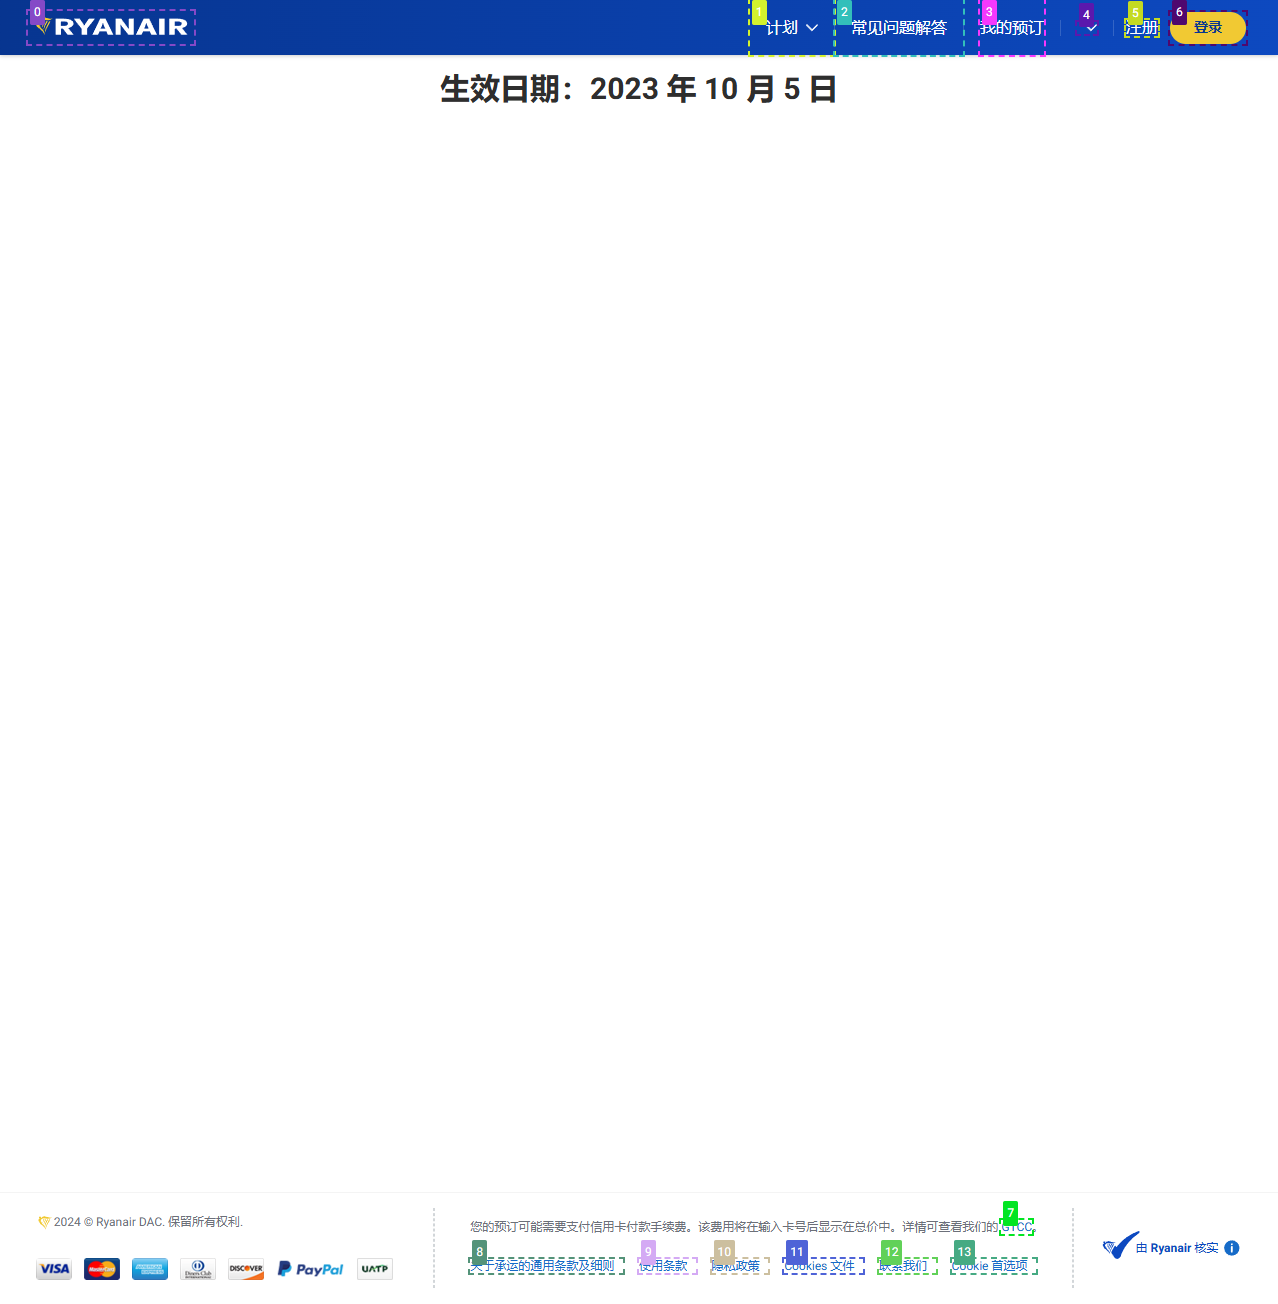 RYANAIR
计划
常见问题解答
我的预订
注册
登录
生效日期：2023 年 10 月 5 日
0
1
2
3
4
5
6
7
2024 © Ryanair DAC. 保留所有权利.
VISA
MasterCard
AMERICAN EXPRESS
Diners Club
DISCOVER
PayPal
UATP
您的预订可能需要支付信用卡付款手续费。该费用将在输入卡号后显示在总价中。详情可查看我们的 GTCC.
8
9
10
11
12
13
关于承运的通用条款及细则
使用条款
隐私政策
Cookies 文件
联系我们
Cookie 首选项
由 Ryanair 核实